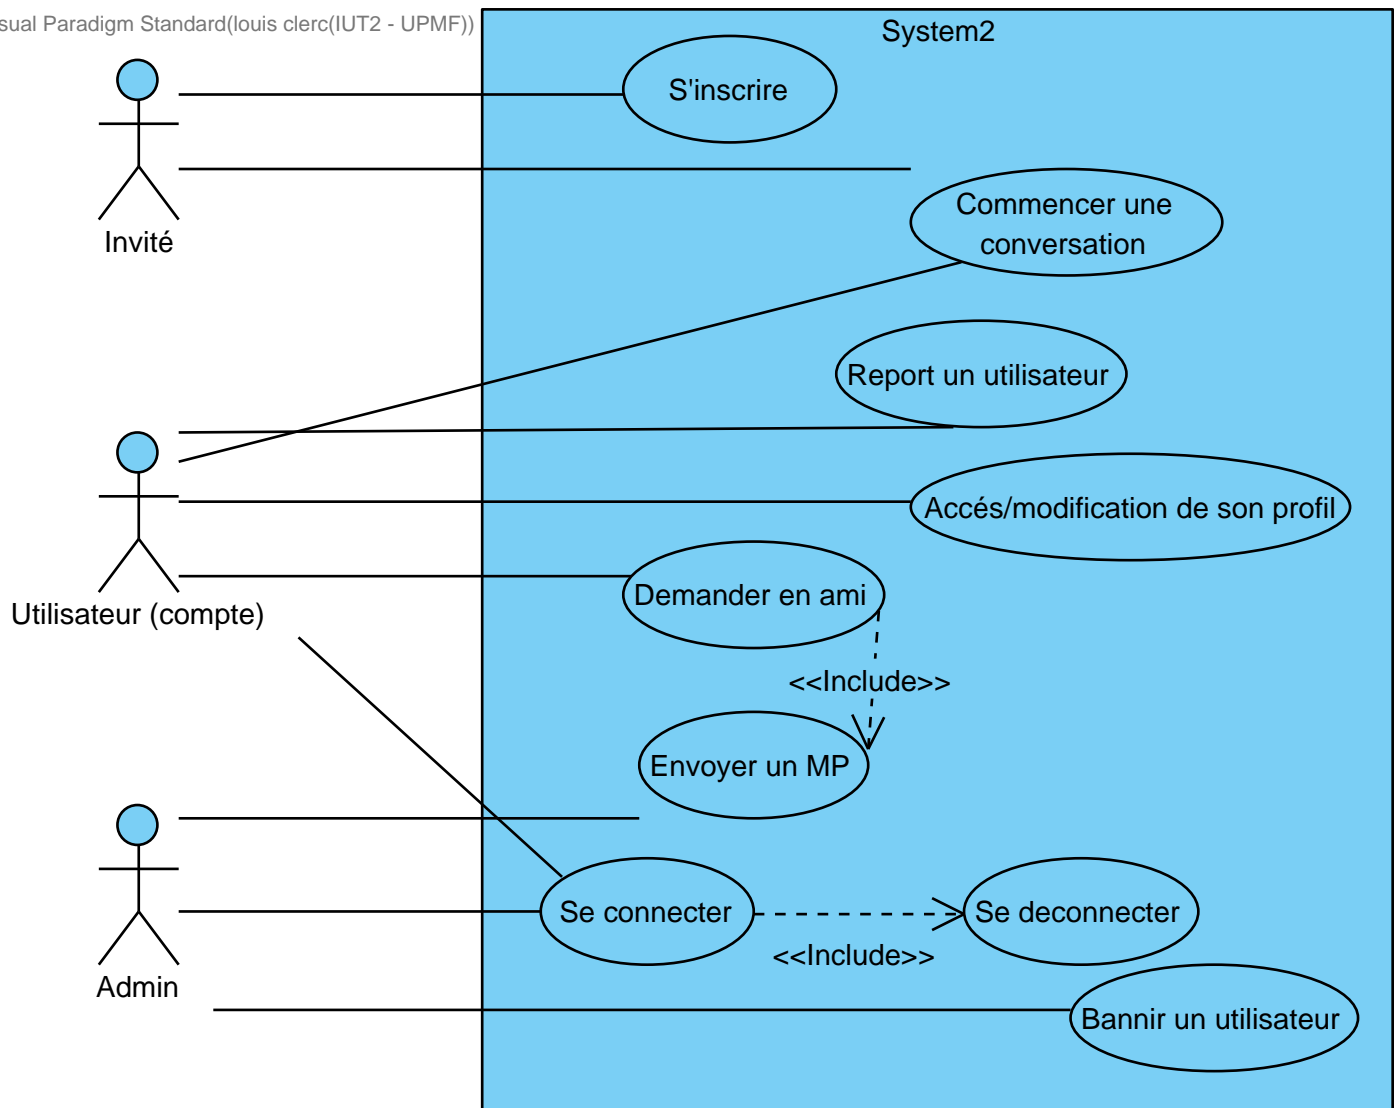 sual Paradigm Standard(louis clerc(IUT2 - UPMF))
System2
S'inscrire
Invité
Commencer une
conversation
Report un utilisateur
Accés/modification de son profil
Demander en ami
Utilisateur (compte)
<<Include>>
Envoyer un MP
Se connecter
Se deconnecter
<<Include>>
Admin
Bannir un utilisateur